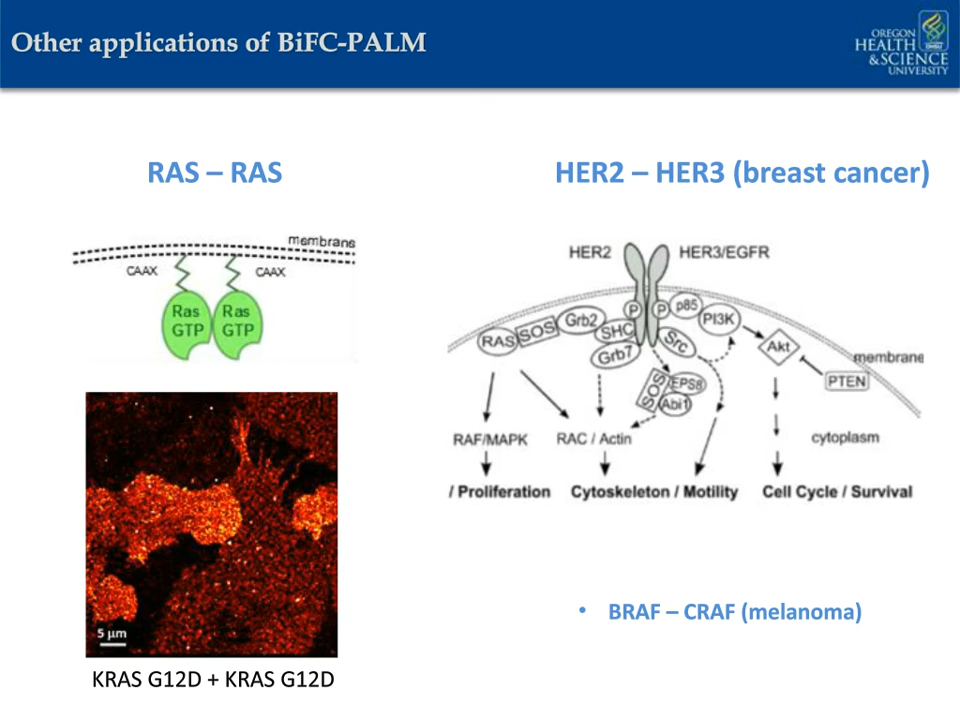 Other applications of BiFC-PALM
OREGON
HEALTH
& SCIENCE
UNIVERSITY
RAS – RAS
HER2 – HER3 (breast cancer)
membrane
CAAX
CAAX
Ras
GTP
Ras
GTP
5 μm
KRAS G12D + KRAS G12D
HER2
HER3/EGFR
P
P
p85
PI3K
RAS
SOS
Grb2
SHC
Grb7
Src
Akt
membrane
PTEN
SOS
EPS8
Abi1
RAF/MAPK
RAC / Actin
cytoplasm
/ Proliferation
Cytoskeleton / Motility
Cell Cycle / Survival
• BRAF – CRAF (melanoma)